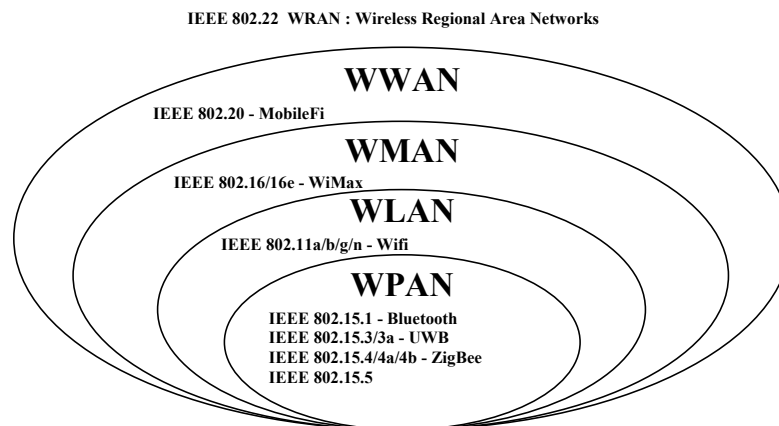 IEEE 802.22 WRAN : Wireless Regional Area Networks
WWAN
IEEE 802.20 - MobileFi
WMAN
IEEE 802.16/16e - WiMax
WLAN
IEEE 802.11a/b/g/n - Wifi
WPAN
IEEE 802.15.1 - Bluetooth
IEEE 802.15.3/3a - UWB
IEEE 802.15.4/4a/4b - ZigBee
IEEE 802.15.5